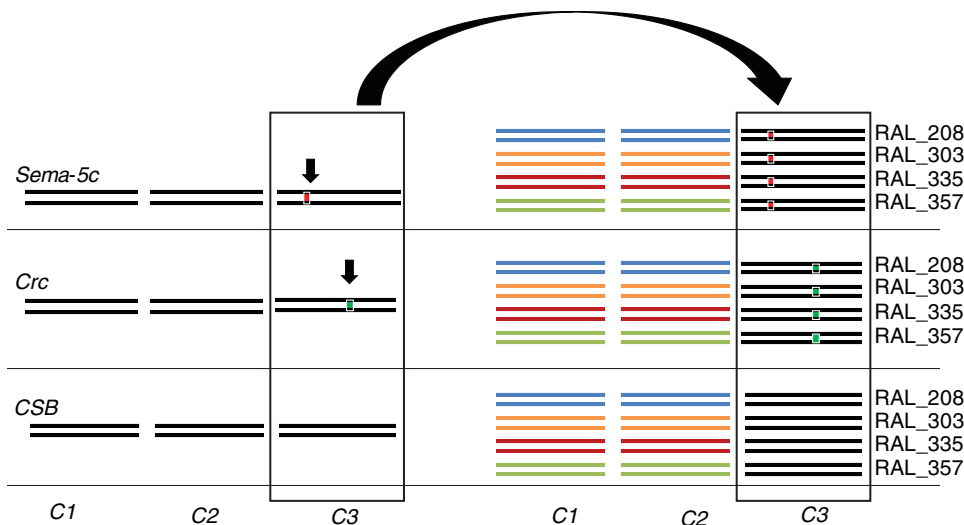 RAL_208
RAL_303
Sema-5c
RAL_335
RAL_357
Crc
RAL_208
RAL_303
RAL_335
RAL_357
CSB
RAL_208
RAL_303
RAL_335
RAL_357
C1 C2 C3 C1 C2 C3